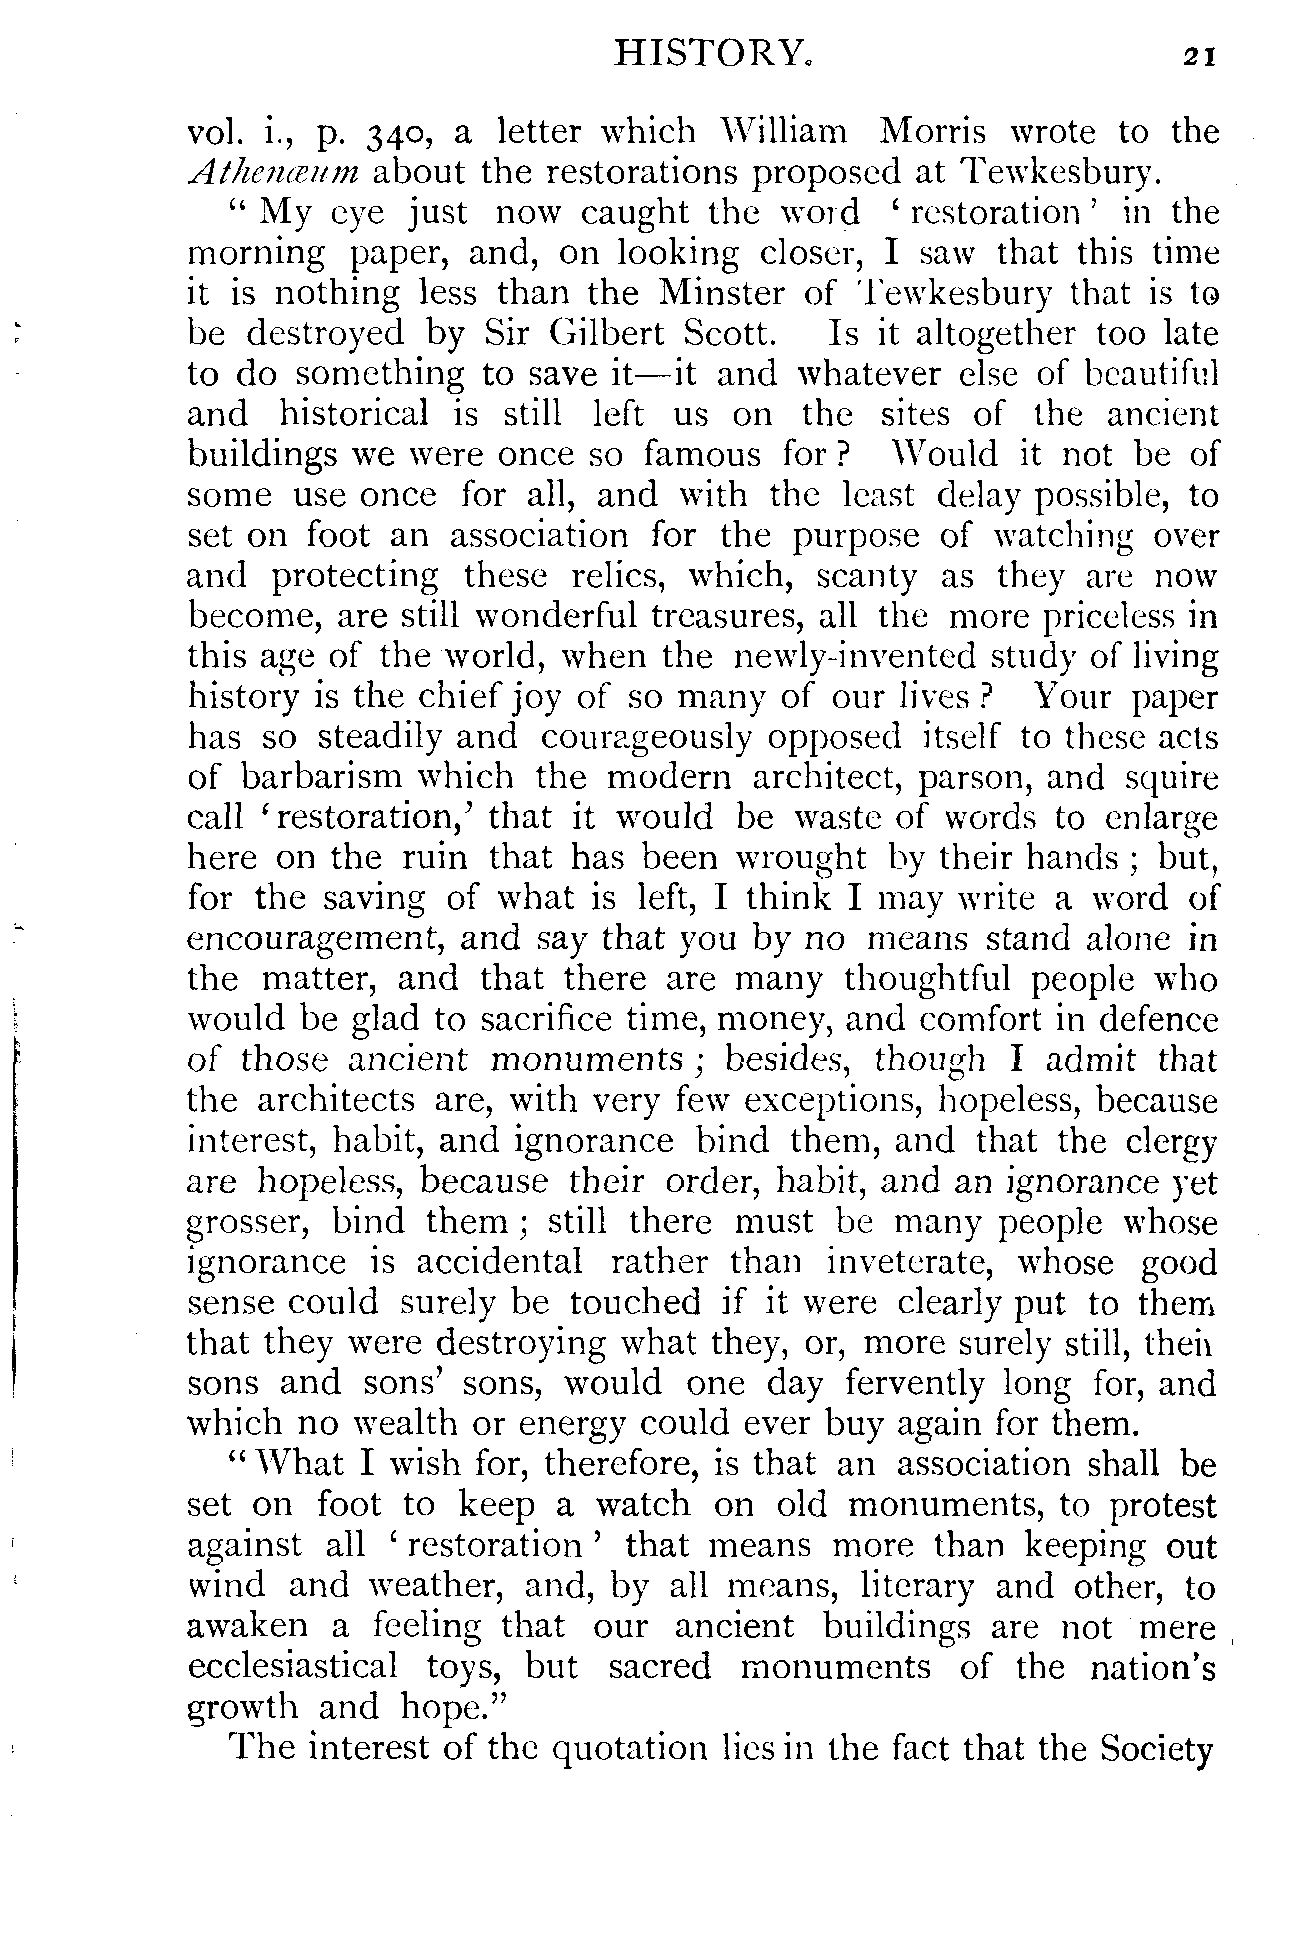 HISTORY. 21
vol. i., p. 340, a letter which William Morris wrote to the
Athenæum about the restorations proposed at Tewkesbury.
“ My eye just now caught the word ‘ restoration ’ in the
morning paper, and, on looking closer, I saw that this time
it is nothing less than the Minster of Tewkesbury that is to
be destroyed by Sir Gilbert Scott. Is it altogether too late
to do something to save it—it and whatever else of beautiful
and historical is still left us on the sites of the ancient
buildings we were once so famous for ? Would it not be of
some use once for all, and with the least delay possible, to
set on foot an association for the purpose of watching over
and protecting these relics, which, scanty as they are now
become, are still wonderful treasures, all the more priceless in
this age of the world, when the newly-invented study of living
history is the chief joy of so many of our lives ? Your paper
has so steadily and courageously opposed itself to these acts
of barbarism which the modern architect, parson, and squire
call ‘ restoration,’ that it would be waste of words to enlarge
here on the ruin that has been wrought by their hands ; but,
for the saving of what is left, I think I may write a word of
encouragement, and say that you by no means stand alone in
the matter, and that there are many thoughtful people who
would be glad to sacrifice time, money, and comfort in defence
of those ancient monuments ; besides, though I admit that
the architects are, with very few exceptions, hopeless, because
interest, habit, and ignorance bind them, and that the clergy
are hopeless, because their order, habit, and an ignorance yet
grosser, bind them ; still there must be many people whose
ignorance is accidental rather than inveterate, whose good
sense could surely be touched if it were clearly put to them
that they were destroying what they, or, more surely still, their
sons and sons’ sons, would one day fervently long for, and
which no wealth or energy could ever buy again for them.
“ What I wish for, therefore, is that an association shall be
set on foot to keep a watch on old monuments, to protest
against all ‘ restoration ’ that means more than keeping out
wind and weather, and, by all means, literary and other, to
awaken a feeling that our ancient buildings are not mere
ecclesiastical toys, but sacred monuments of the nation's
growth and hope.”
The interest of the quotation lies in the fact that the Society